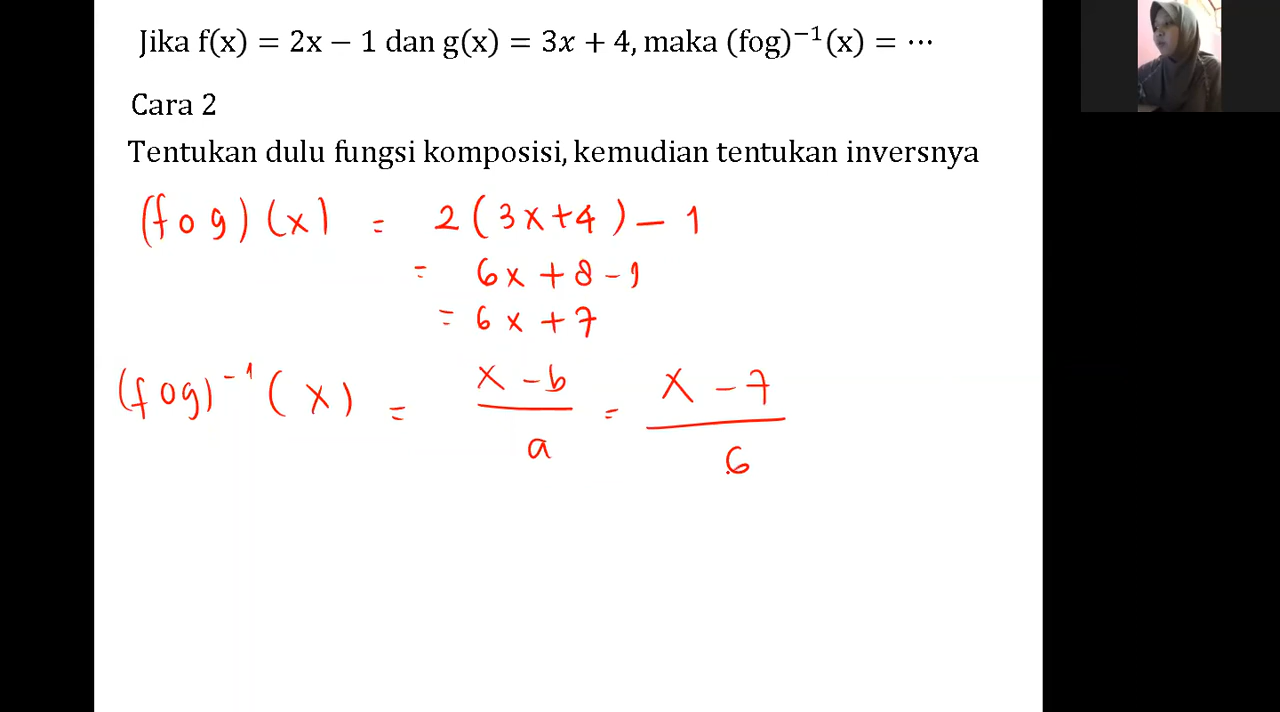 Jika f(x) = 2x − 1 dan g(x) = 3x + 4, maka (fog)⁻¹(x) = ⋯
Cara 2
Tentukan dulu fungsi komposisi, kemudian tentukan inversnya
(fog)(x) = 2(3x+4) − 1
= 6x + 8 − 1
= 6x + 7
(fog)⁻¹(x) = (x − b)/a = (x − 7)/6